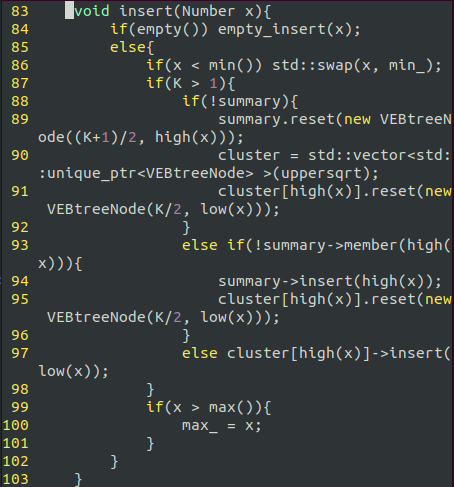 83     void insert(Number x){
84         if(empty()) empty_insert(x);
85         else{
86             if(x < min()) std::swap(x, min_);
87             if(K > 1){
88                 if(!summary){
89                     summary.reset(new VEBtreeN
ode((K+1)/2, high(x)));
90                     cluster = std::vector<std:
:unique_ptr<VEBtreeNode> >(uppersqrt);
91                     cluster[high(x)].reset(new
 VEBtreeNode(K/2, low(x)));
92                 }
93                 else if(!summary->member(high(
x))){
94                     summary->insert(high(x));
95                     cluster[high(x)].reset(new
 VEBtreeNode(K/2, low(x)));
96                 }
97                 else cluster[high(x)]->insert(
low(x));
98             }
99             if(x > max()){
100                 max_ = x;
101             }
102         }
103     }